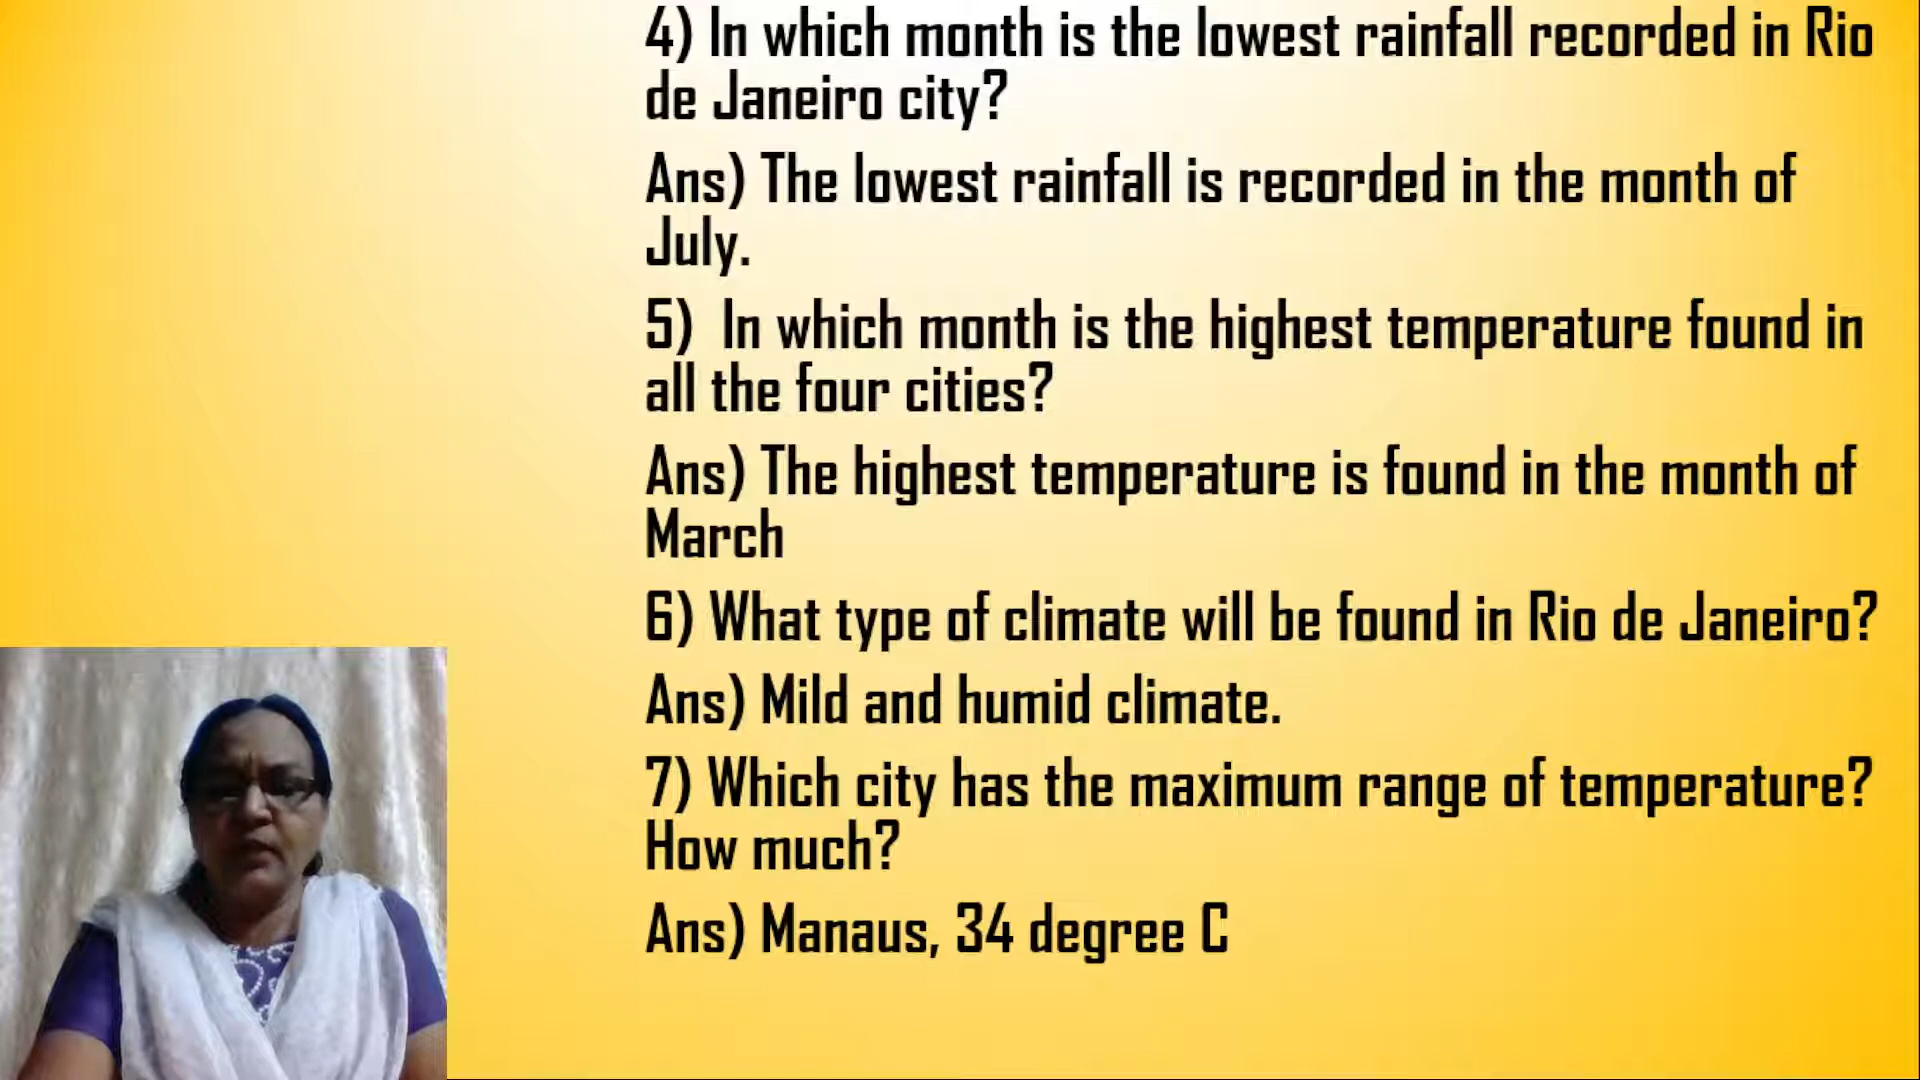 4) In which month is the lowest rainfall recorded in Rio
de Janeiro city?
Ans) The lowest rainfall is recorded in the month of
July.
5) In which month is the highest temperature found in
all the four cities?
Ans) The highest temperature is found in the month of
March
6) What type of climate will be found in Rio de Janeiro?
Ans) Mild and humid climate.
7) Which city has the maximum range of temperature?
How much?
Ans) Manaus, 34 degree C